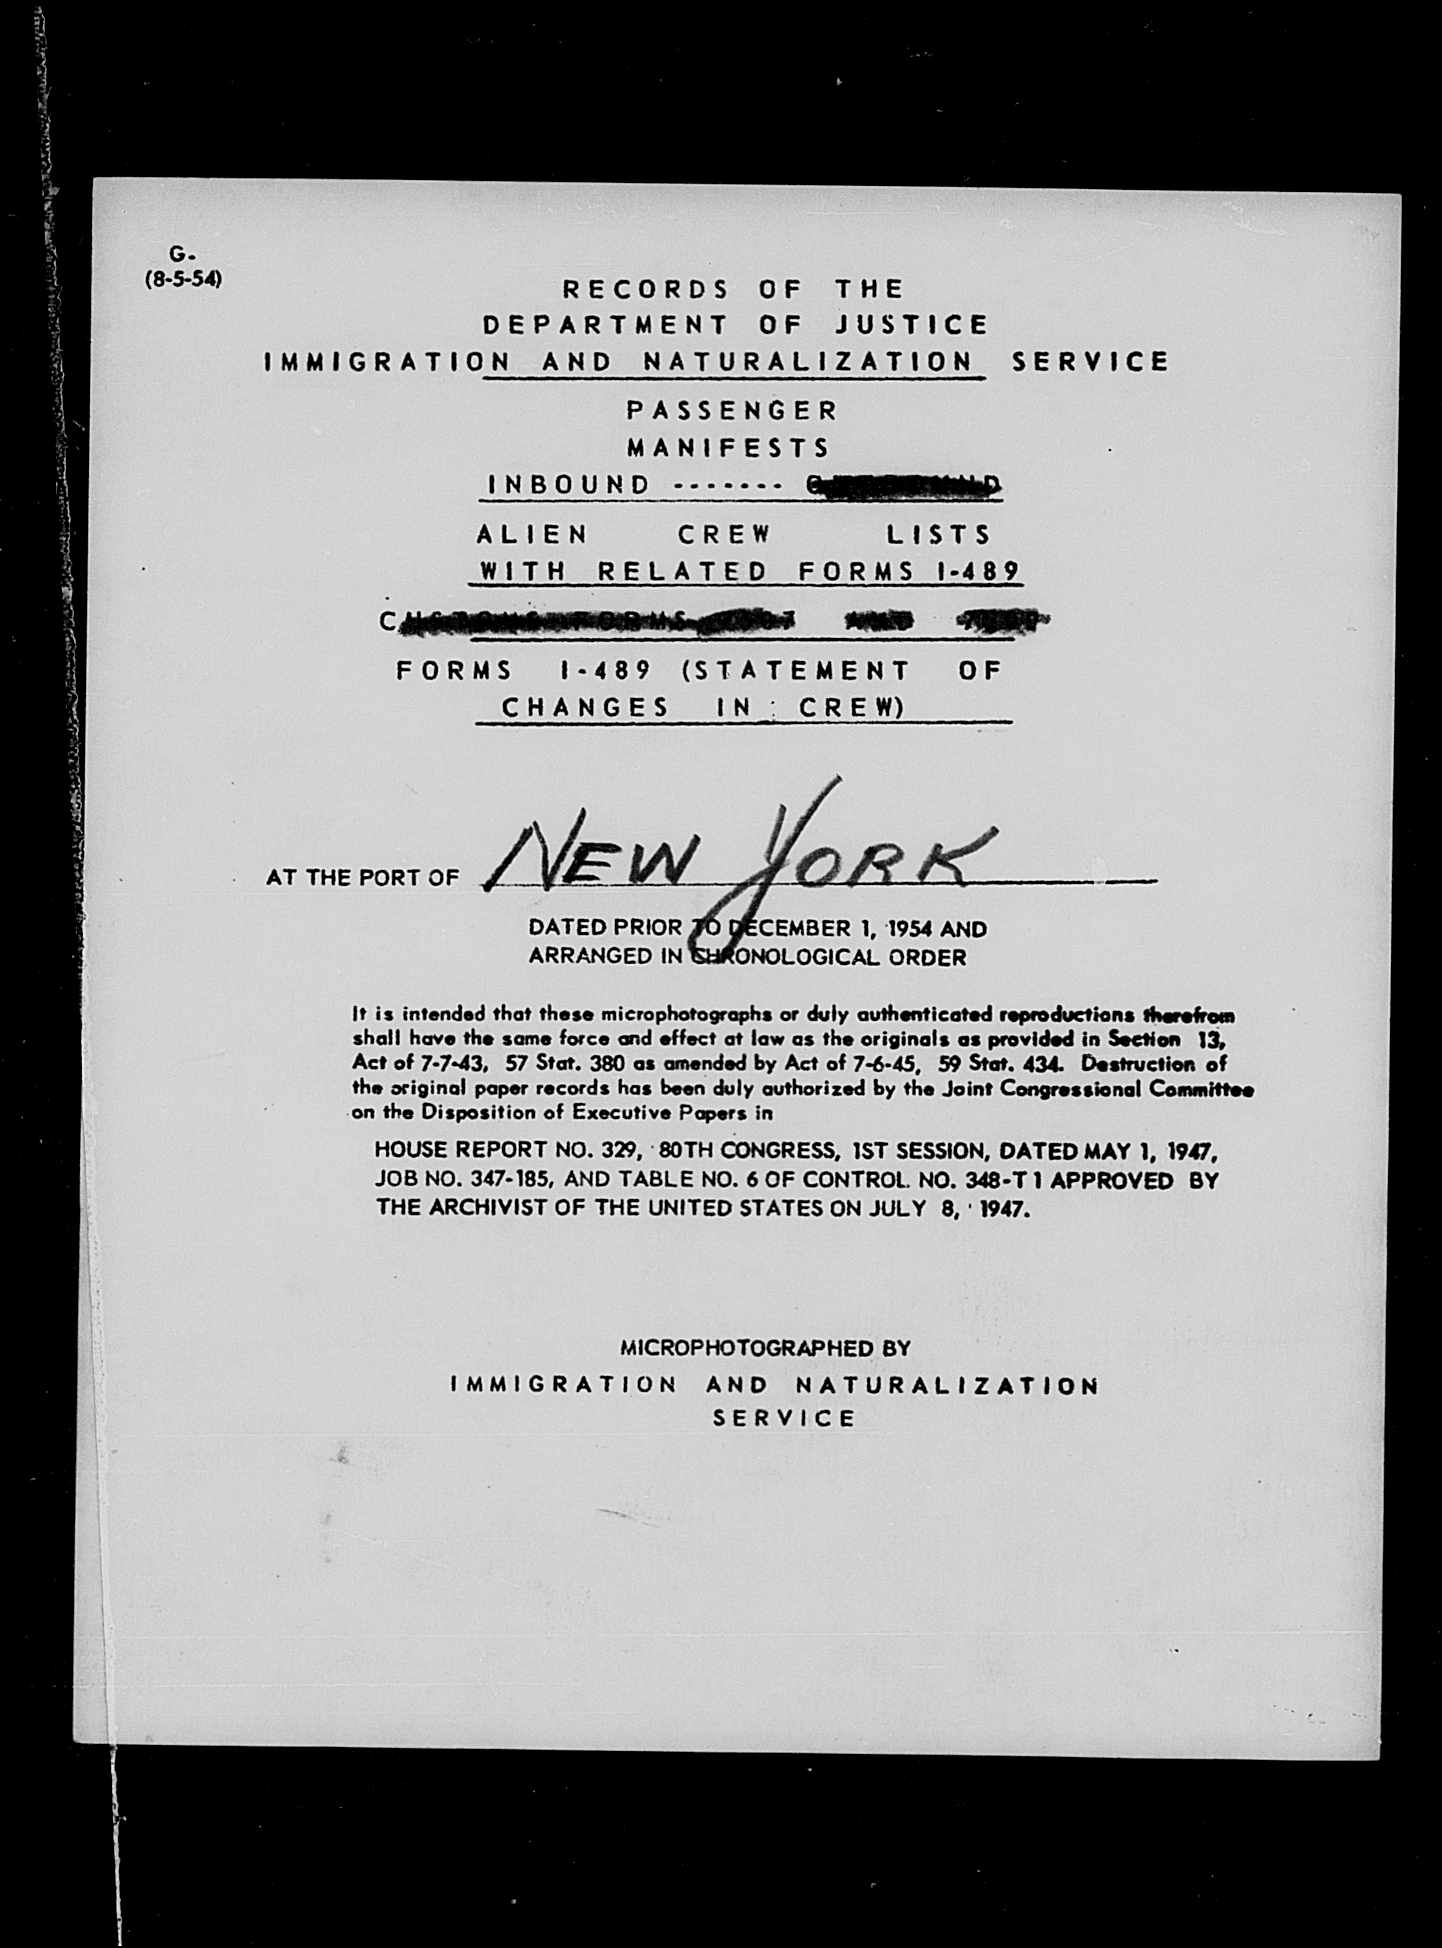 G-
(8-5-54)
RECORDS OF THE
DEPARTMENT OF JUSTICE
IMMIGRATION AND NATURALIZATION SERVICE
PASSENGER
MANIFESTS
INBOUND -------
ALIEN CREW LISTS
WITH RELATED FORMS I-489
FORMS
FORMS I-489 (STATEMENT OF
CHANGES IN CREW)
AT THE PORT OF NEW YORK
DATED PRIOR TO DECEMBER 1, 1954 AND
ARRANGED IN CHRONOLOGICAL ORDER
It is intended that these microphotographs or duly authenticated reproductions therefrom
shall have the same force and effect at law as the originals as provided in Section 13,
Act of 7-7-43, 57 Stat. 380 as amended by Act of 7-6-45, 59 Stat. 434. Destruction of
the original paper records has been duly authorized by the Joint Congressional Committee
on the Disposition of Executive Papers in
HOUSE REPORT NO. 329, 80TH CONGRESS, 1ST SESSION, DATED MAY 1, 1947,
JOB NO. 347-185, AND TABLE NO. 6 OF CONTROL NO. 348-T1 APPROVED BY
THE ARCHIVIST OF THE UNITED STATES ON JULY 8, 1947.
MICROPHOTOGRAPHED BY
IMMIGRATION AND NATURALIZATION
SERVICE